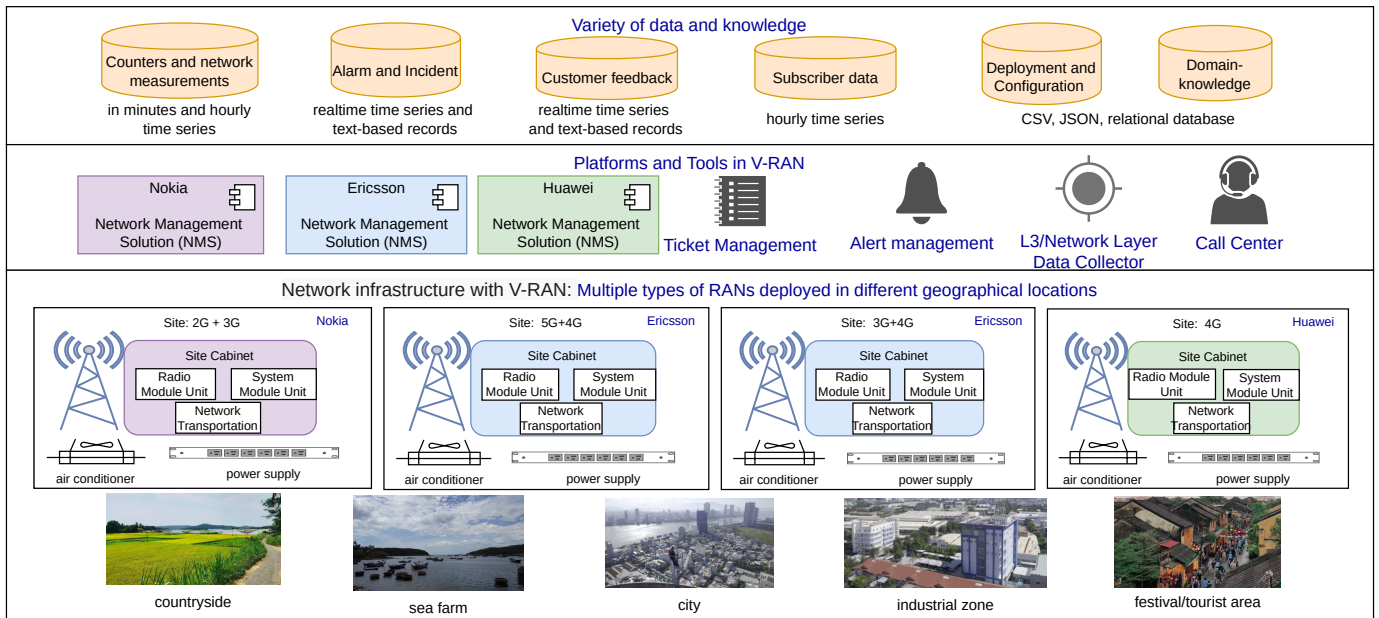 Variety of data and knowledge
Counters and network
measurements
in minutes and hourly
time series
Alarm and Incident
realtime time series and
text-based records
Customer feedback
realtime time series
and text-based records
Subscriber data
hourly time series
Deployment and
Configuration
Domain-
knowledge
CSV, JSON, relational database
Platforms and Tools in V-RAN
Nokia
Network Management
Solution (NMS)
Ericsson
Network Management
Solution (NMS)
Huawei
Network Management
Solution (NMS)
Ticket Management
Alert management
L3/Network Layer
Data Collector
Call Center
Network infrastructure with V-RAN: Multiple types of RANs deployed in different geographical locations
Site: 2G + 3G
Nokia
Site Cabinet
Radio
Module Unit
System
Module Unit
Network
Transportation
air conditioner
power supply
Site: 5G+4G
Ericsson
Site Cabinet
Radio
Module Unit
System
Module Unit
Network
Transportation
air conditioner
power supply
Site: 3G+4G
Ericsson
Site Cabinet
Radio
Module Unit
System
Module Unit
Network
Transportation
air conditioner
power supply
Site: 4G
Huawei
Site Cabinet
Radio Module
Unit
System
Module Unit
Network
Transportation
air conditioner
power supply
countryside
sea farm
city
industrial zone
festival/tourist area